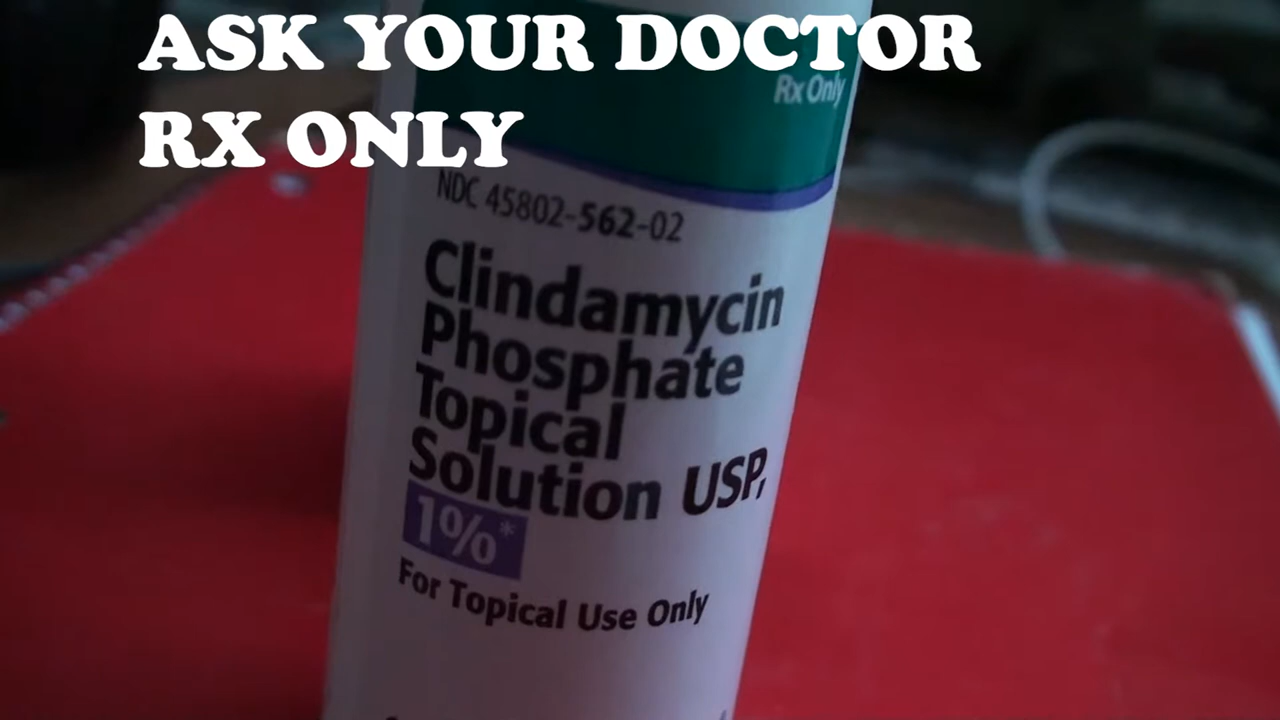 ASK YOUR DOCTOR
RX ONLY
Rx Only
NDC 45802-562-02
Clindamycin
Phosphate
Topical
Solution USP,
1%*
For Topical Use Only